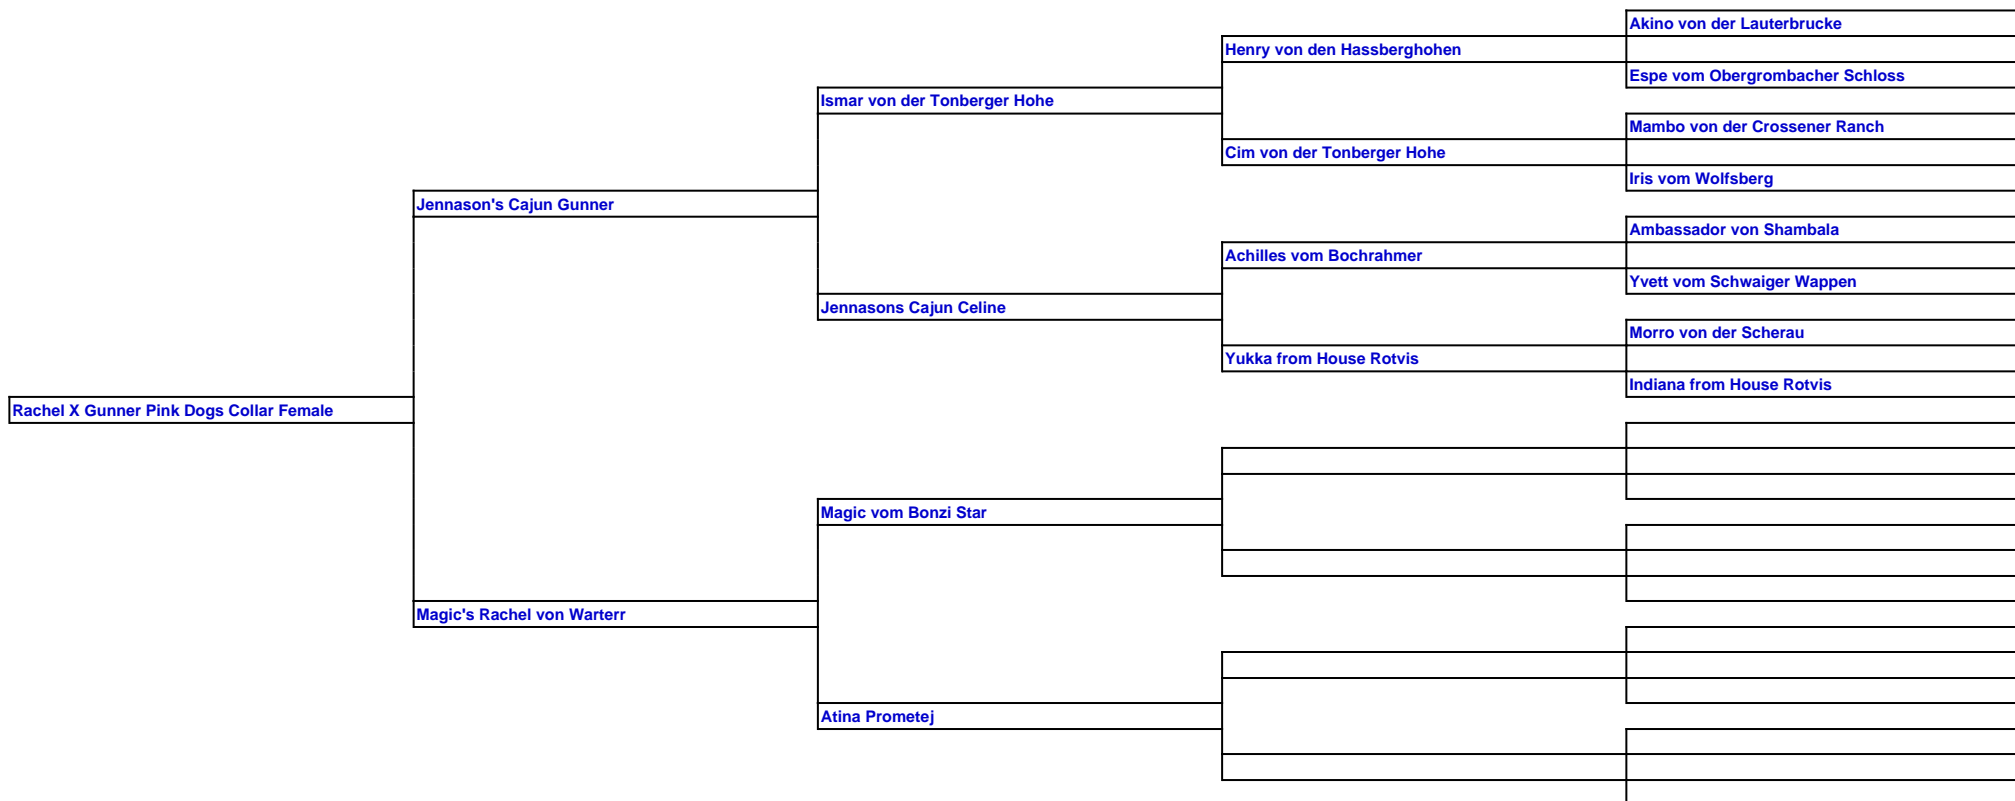 Akino von der Lauterbrucke
Henry von den Hassberghohen
Espe vom Obergrombacher Schloss
Ismar von der Tonberger Hohe
Mambo von der Crossener Ranch
Cim von der Tonberger Hohe
Iris vom Wolfsberg
Jennason's Cajun Gunner
Ambassador von Shambala
Achilles vom Bochrahmer
Yvett vom Schwaiger Wappen
Jennasons Cajun Celine
Morro von der Scherau
Yukka from House Rotvis
Indiana from House Rotvis
Rachel X Gunner Pink Dogs Collar Female
Magic vom Bonzi Star
Magic's Rachel von Warterr
Atina Prometej